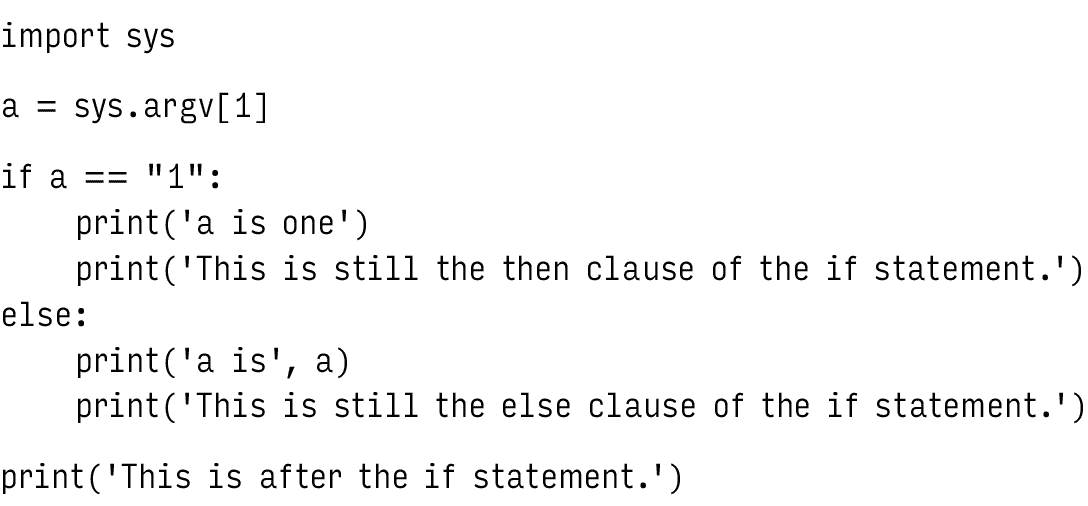 import sys
a = sys.argv[1]
if a == "1":
    print('a is one')
    print('This is still the then clause of the if statement.')
else:
    print('a is', a)
    print('This is still the else clause of the if statement.')
print('This is after the if statement.')